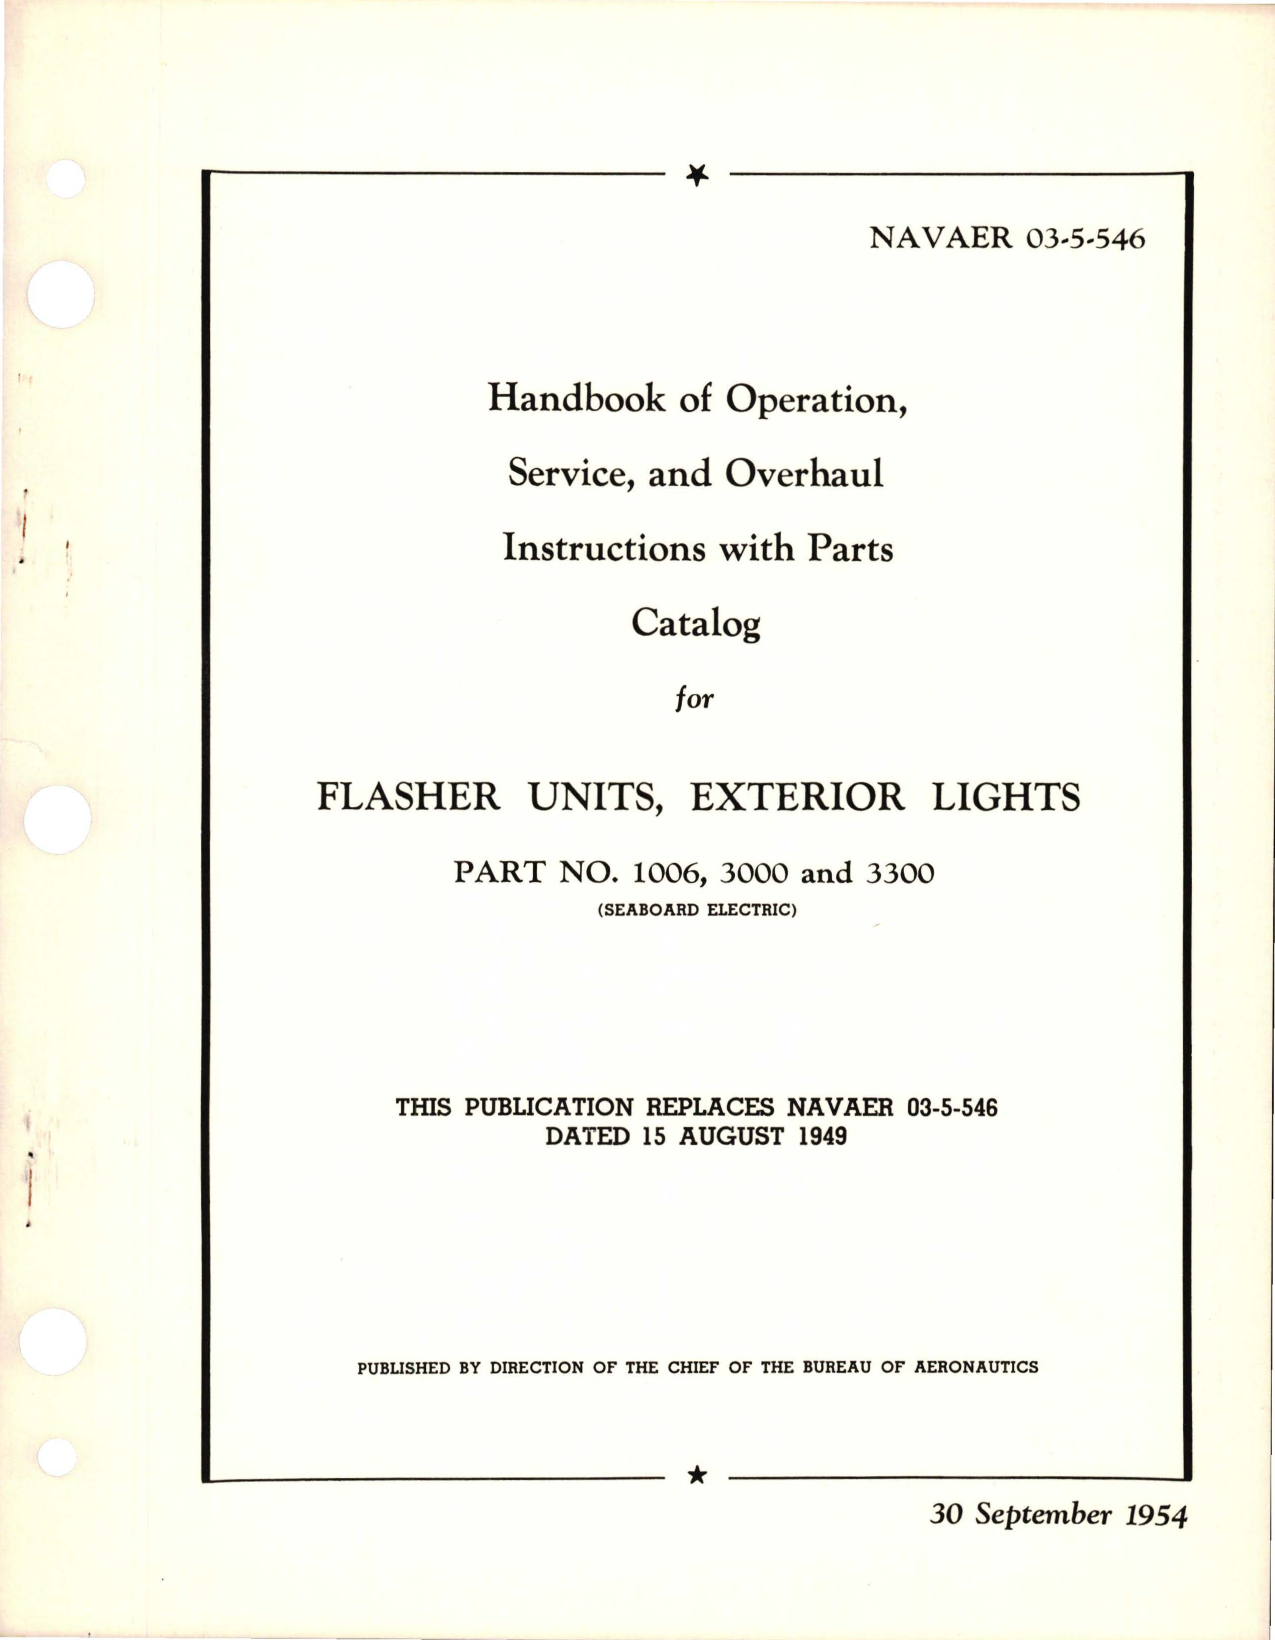 NAVAER 03-5-546
Handbook of Operation,
Service, and Overhaul
Instructions with Parts
Catalog
for
FLASHER UNITS, EXTERIOR LIGHTS
PART NO. 1006, 3000 and 3300
(SEABOARD ELECTRIC)
THIS PUBLICATION REPLACES NAVAER 03-5-546
DATED 15 AUGUST 1949
PUBLISHED BY DIRECTION OF THE CHIEF OF THE BUREAU OF AERONAUTICS
30 September 1954